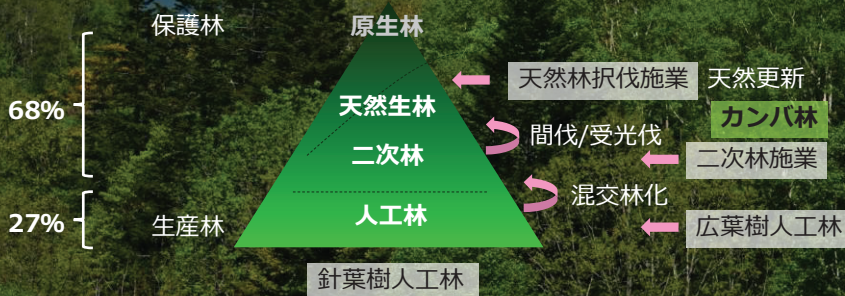 保護林
原生林
天然林択伐施業 天然更新
68%
天然生林
カンバ林
間伐/受光伐
二次林
二次林施業
混交林化
27%
生産林
人工林
広葉樹人工林
針葉樹人工林